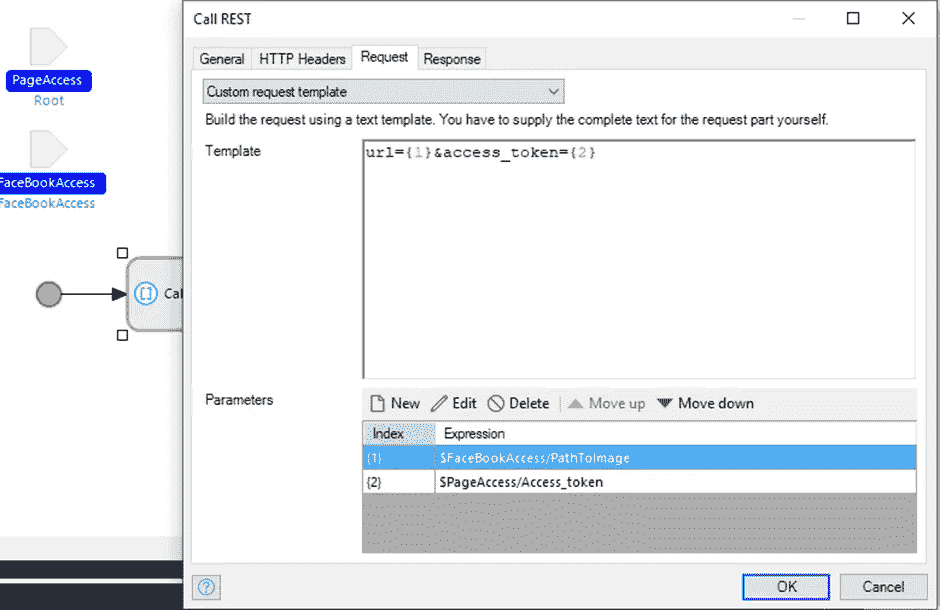 Call REST
PageAccess
Root
FaceBookAccess
FaceBookAccess
Cal
General HTTP Headers Request Response
Custom request template
Build the request using a text template. You have to supply the complete text for the request part yourself.
Template
url={1}&access_token={2}
Parameters
New Edit Delete Move up Move down
Index Expression
{1} $FaceBookAccess/PathToImage
{2} $PageAccess/Access_token
?
OK Cancel